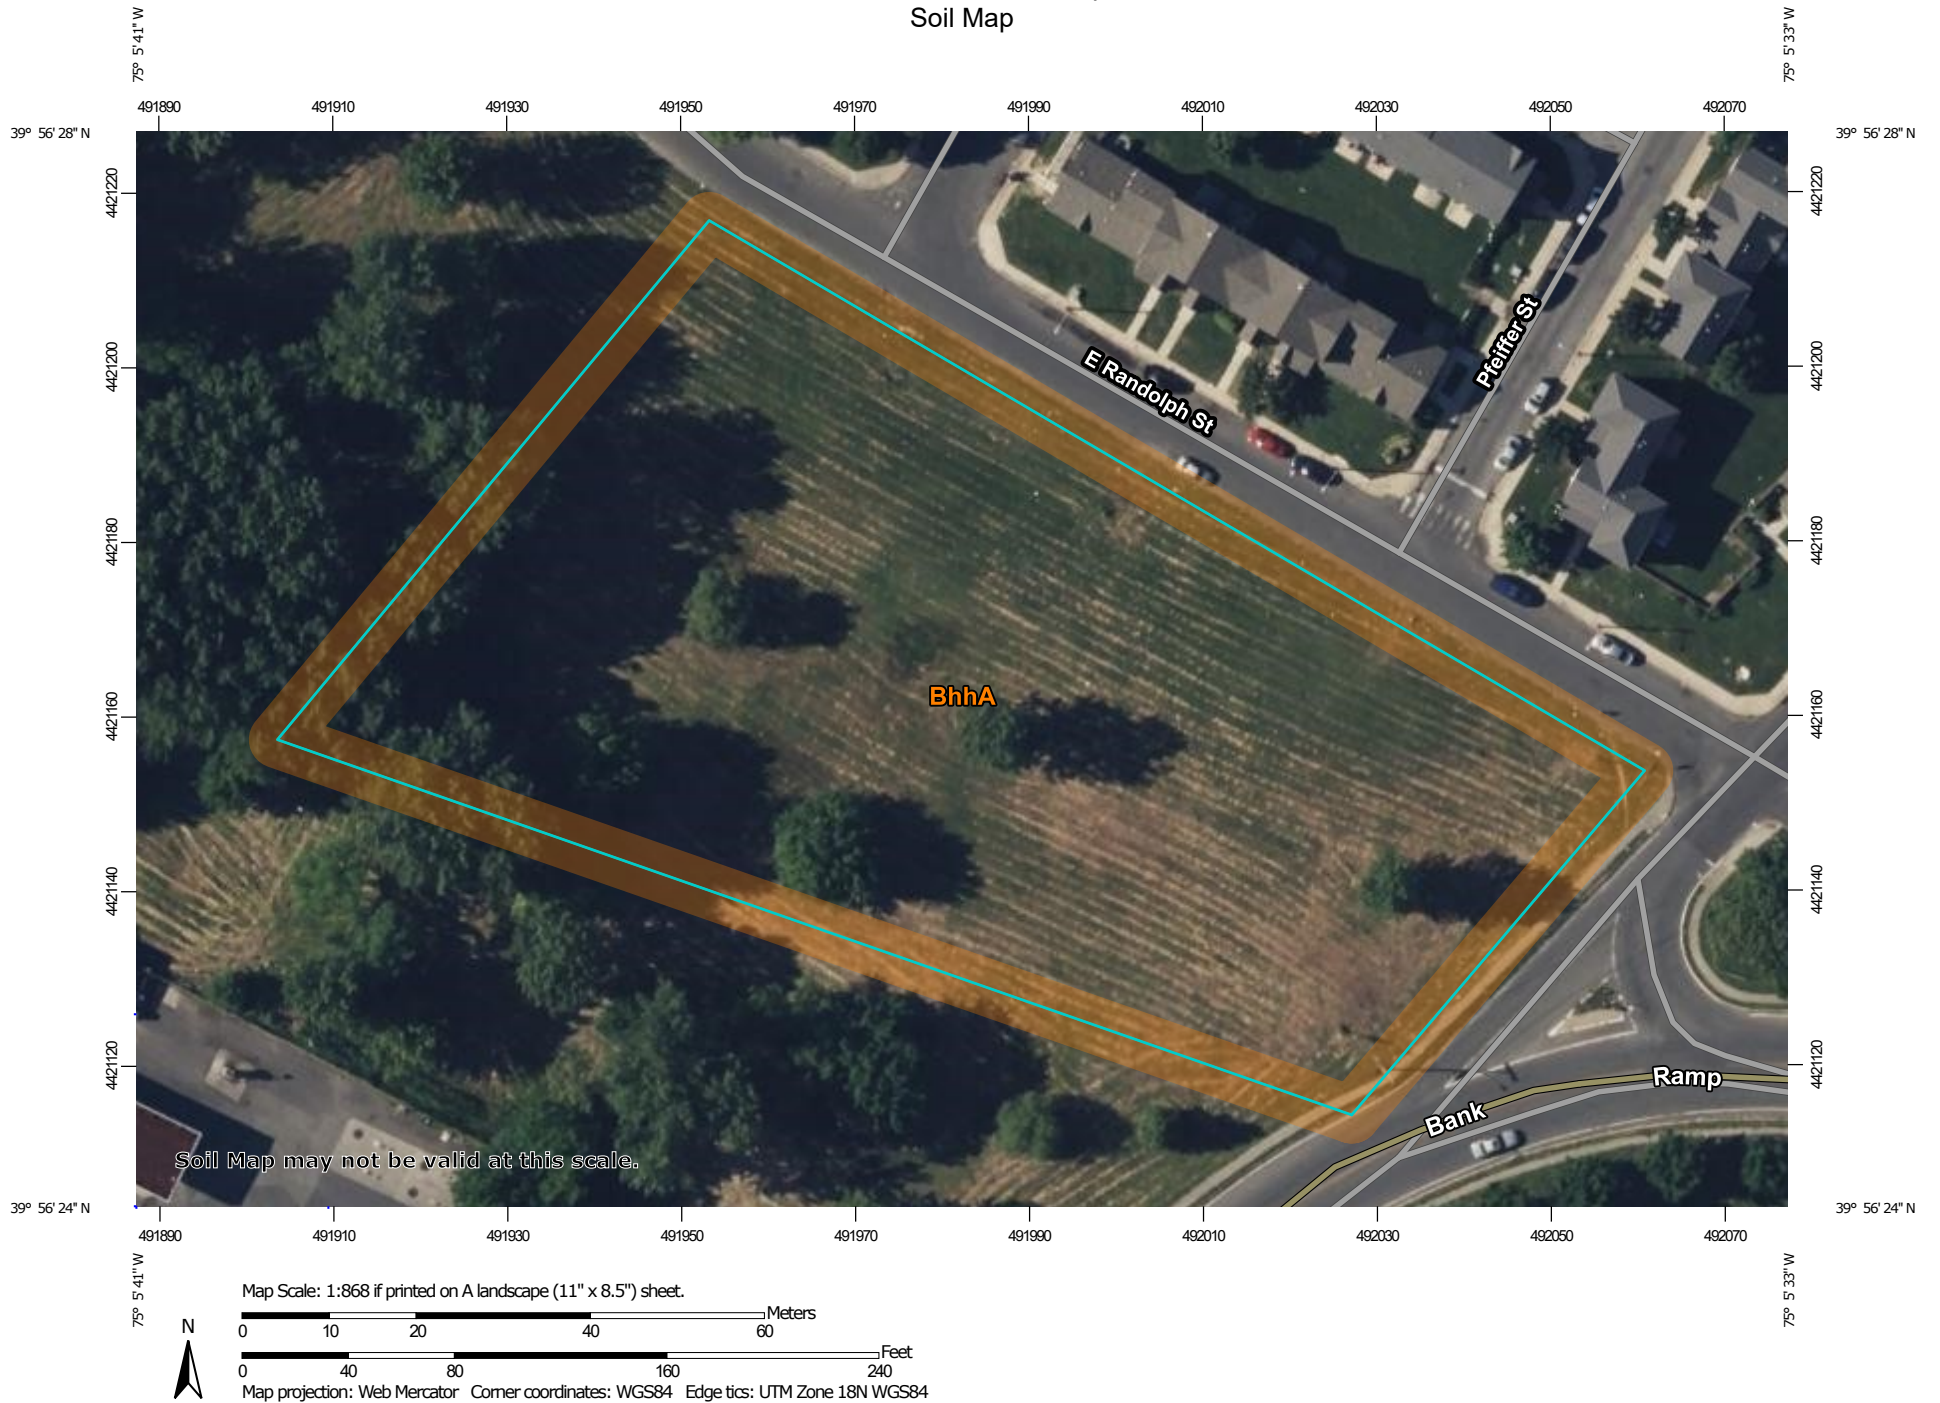 Soil Map
75° 5' 41'' W
75° 5' 33'' W
491890 491910 491930 491950 491970 491990 492010 492030 492050 492070
39° 56' 28'' N
39° 56' 28'' N
4421220
4421220
4421200
4421200
4421180
4421180
4421160
4421160
4421140
4421140
4421120
4421120
E Randolph St
Pfeiffer St
BhhA
Ramp
Bank
Soil Map may not be valid at this scale.
39° 56' 24'' N
39° 56' 24'' N
491890 491910 491930 491950 491970 491990 492010 492030 492050 492070
75° 5' 41'' W
75° 5' 33'' W
Map Scale: 1:868 if printed on A landscape (11" x 8.5") sheet.
N
Meters
0 10 20 40 60
Feet
0 40 80 160 240
Map projection: Web Mercator Corner coordinates: WGS84 Edge tics: UTM Zone 18N WGS84